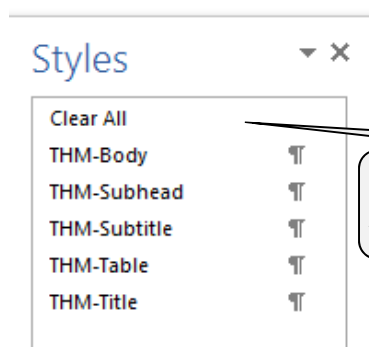 Styles
Clear All
THM-Body ¶
THM-Subhead ¶
THM-Subtitle ¶
THM-Table ¶
THM-Title ¶